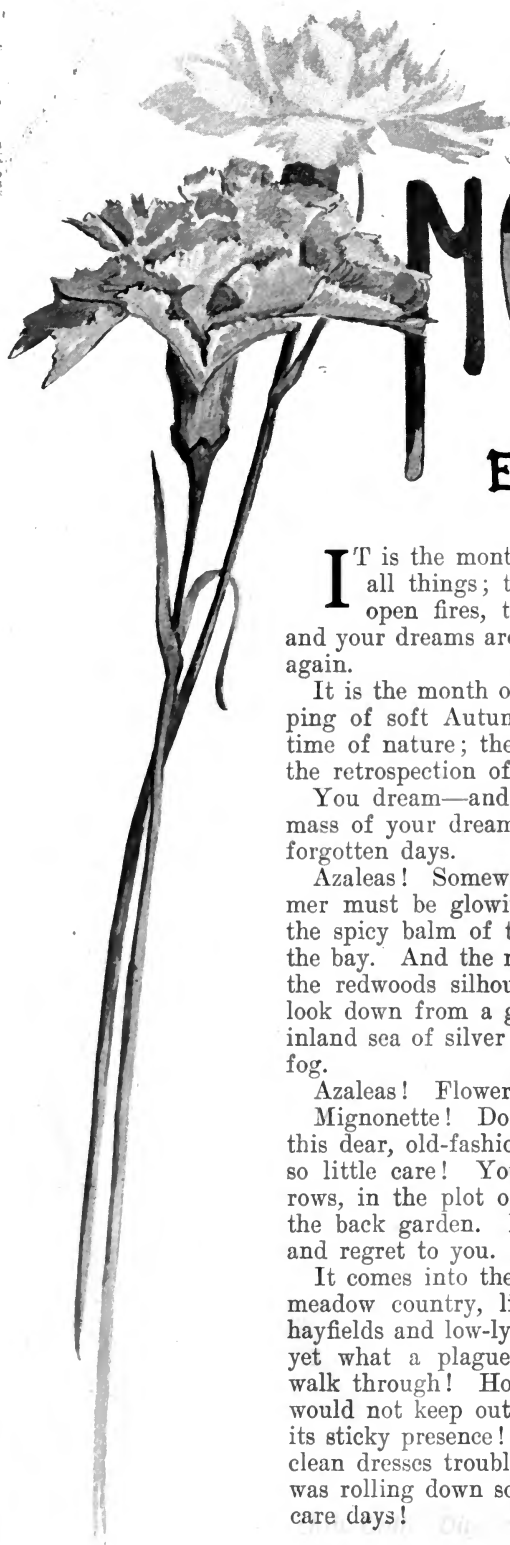 M
E
IT is the mont
all things; t
open fires, t
and your dreams are
again.
It is the month o
ping of soft Autun
time of nature; the
the retrospection of
You dream—and
mass of your dream
forgotten days.
Azaleas! Somew
mer must be glowi
the spicy balm of t
the bay. And the r
the redwoods silhou
look down from a g
inland sea of silver
fog.
Azaleas! Flower
Mignonette! Do
this dear, old-fashio
so little care! You
rows, in the plot o
the back garden.
and regret to you.
It comes into the
meadow country, li
hayfields and low-ly
yet what a plague
walk through! Ho
would not keep out
its sticky presence!
clean dresses troubl
was rolling down so
care days!